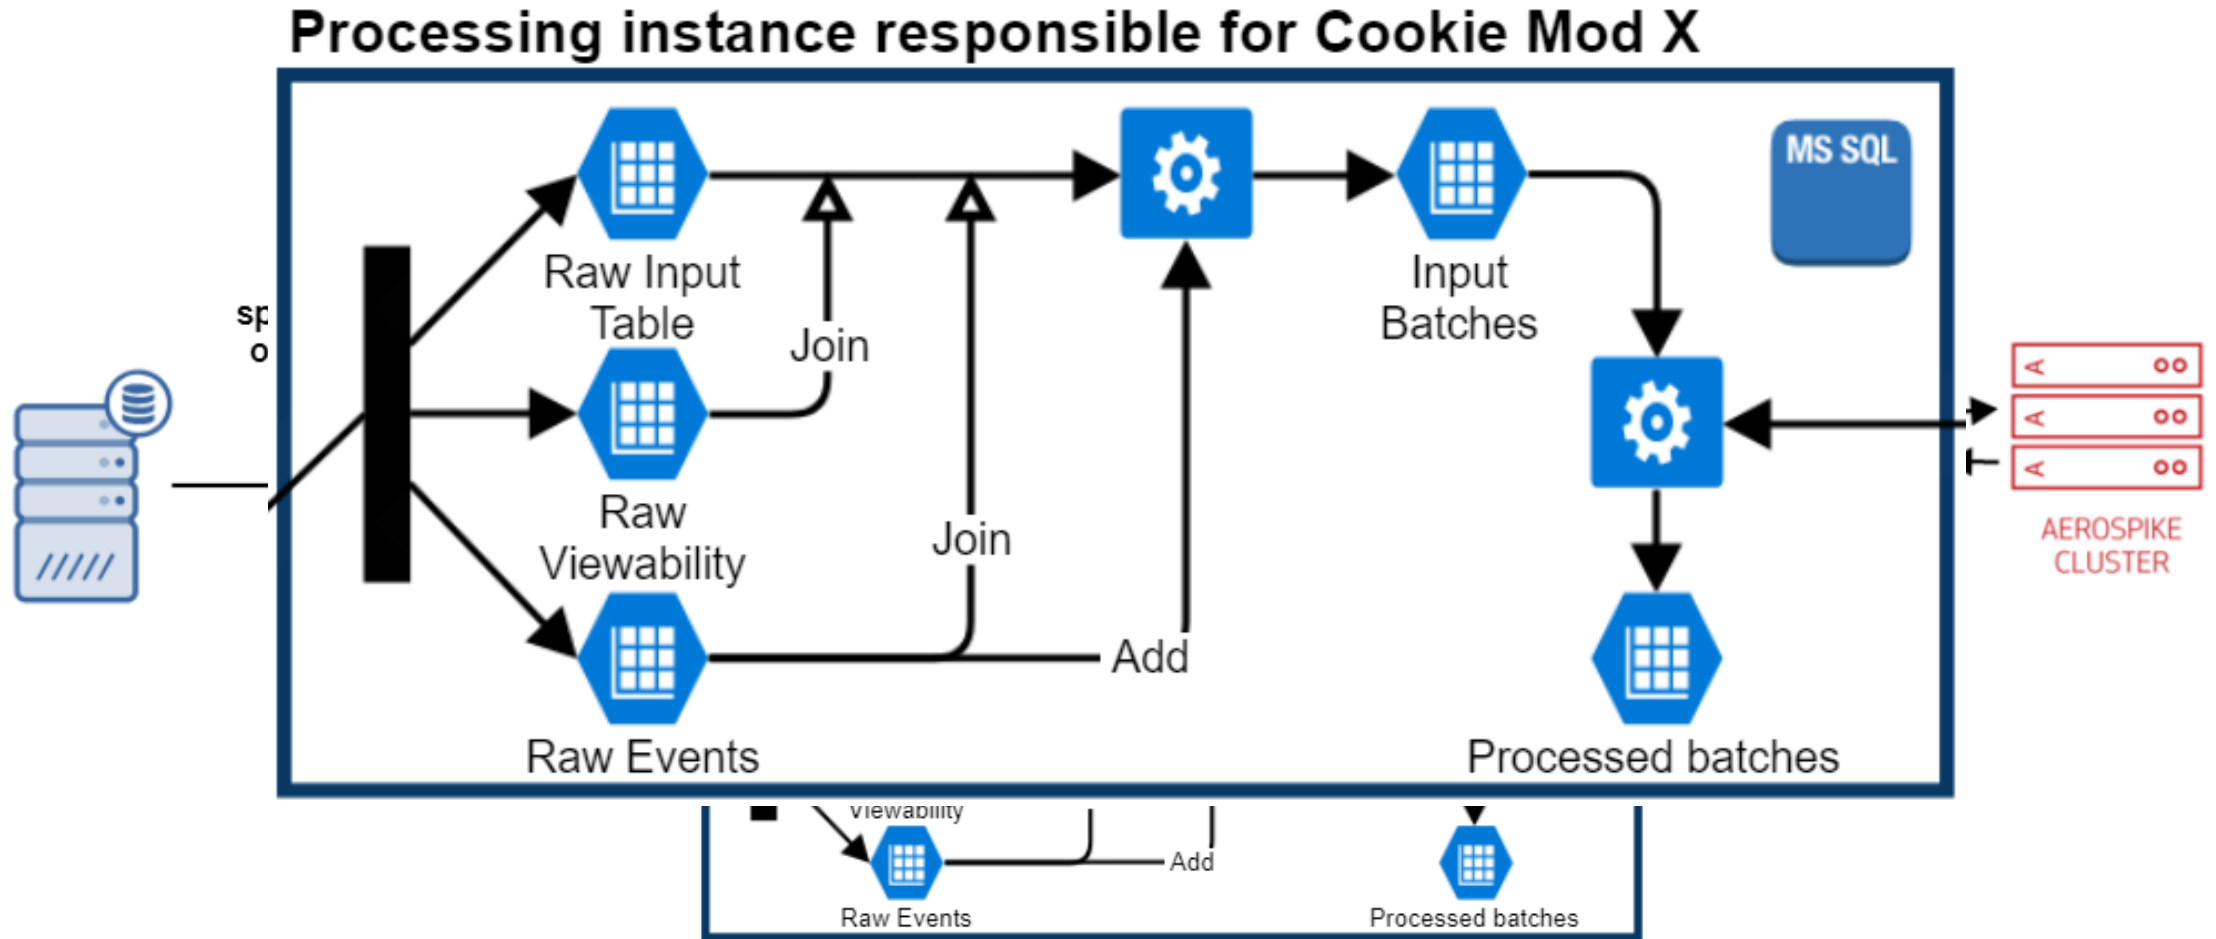 Processing instance responsible for Cookie Mod X
MS SQL
Raw Input
Table
Input
Batches
sp
o
Join
Raw
Viewability
Join
AEROSPIKE
CLUSTER
Add
Raw Events
Processed batches
Viewability
Add
Raw Events
Processed batches